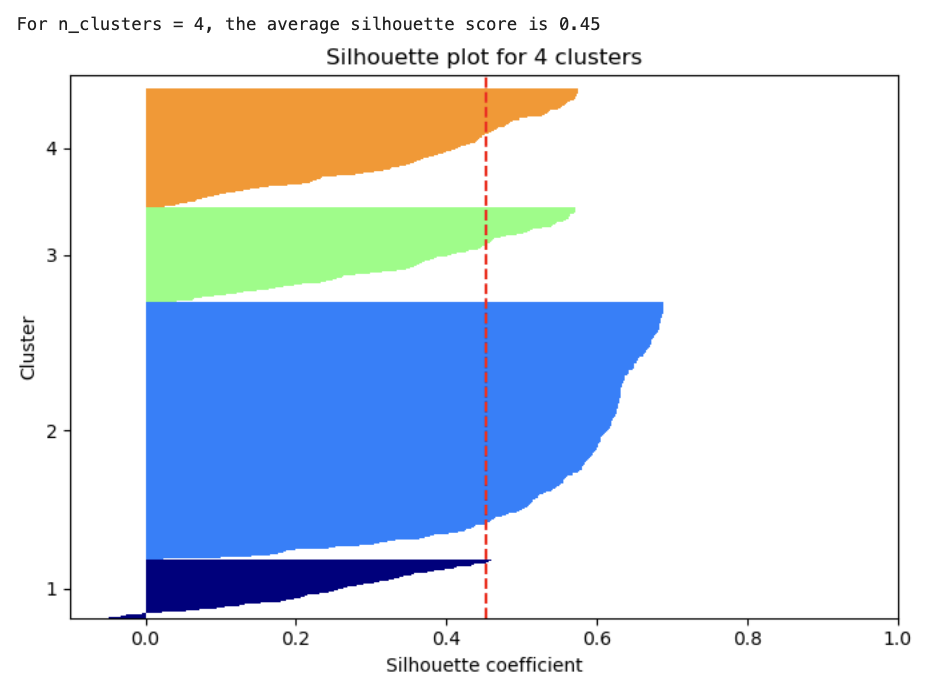 For n_clusters = 4, the average silhouette score is 0.45
Silhouette plot for 4 clusters
4
3
2
1
Cluster
0.0 0.2 0.4 0.6 0.8 1.0
Silhouette coefficient